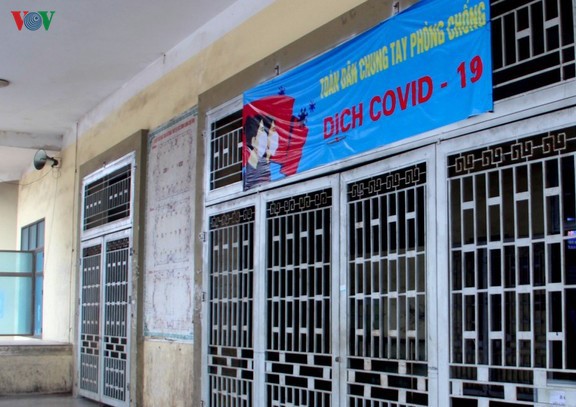 VOV
TOÀN DÂN CHUNG TAY PHÒNG CHỐNG
DỊCH COVID - 19